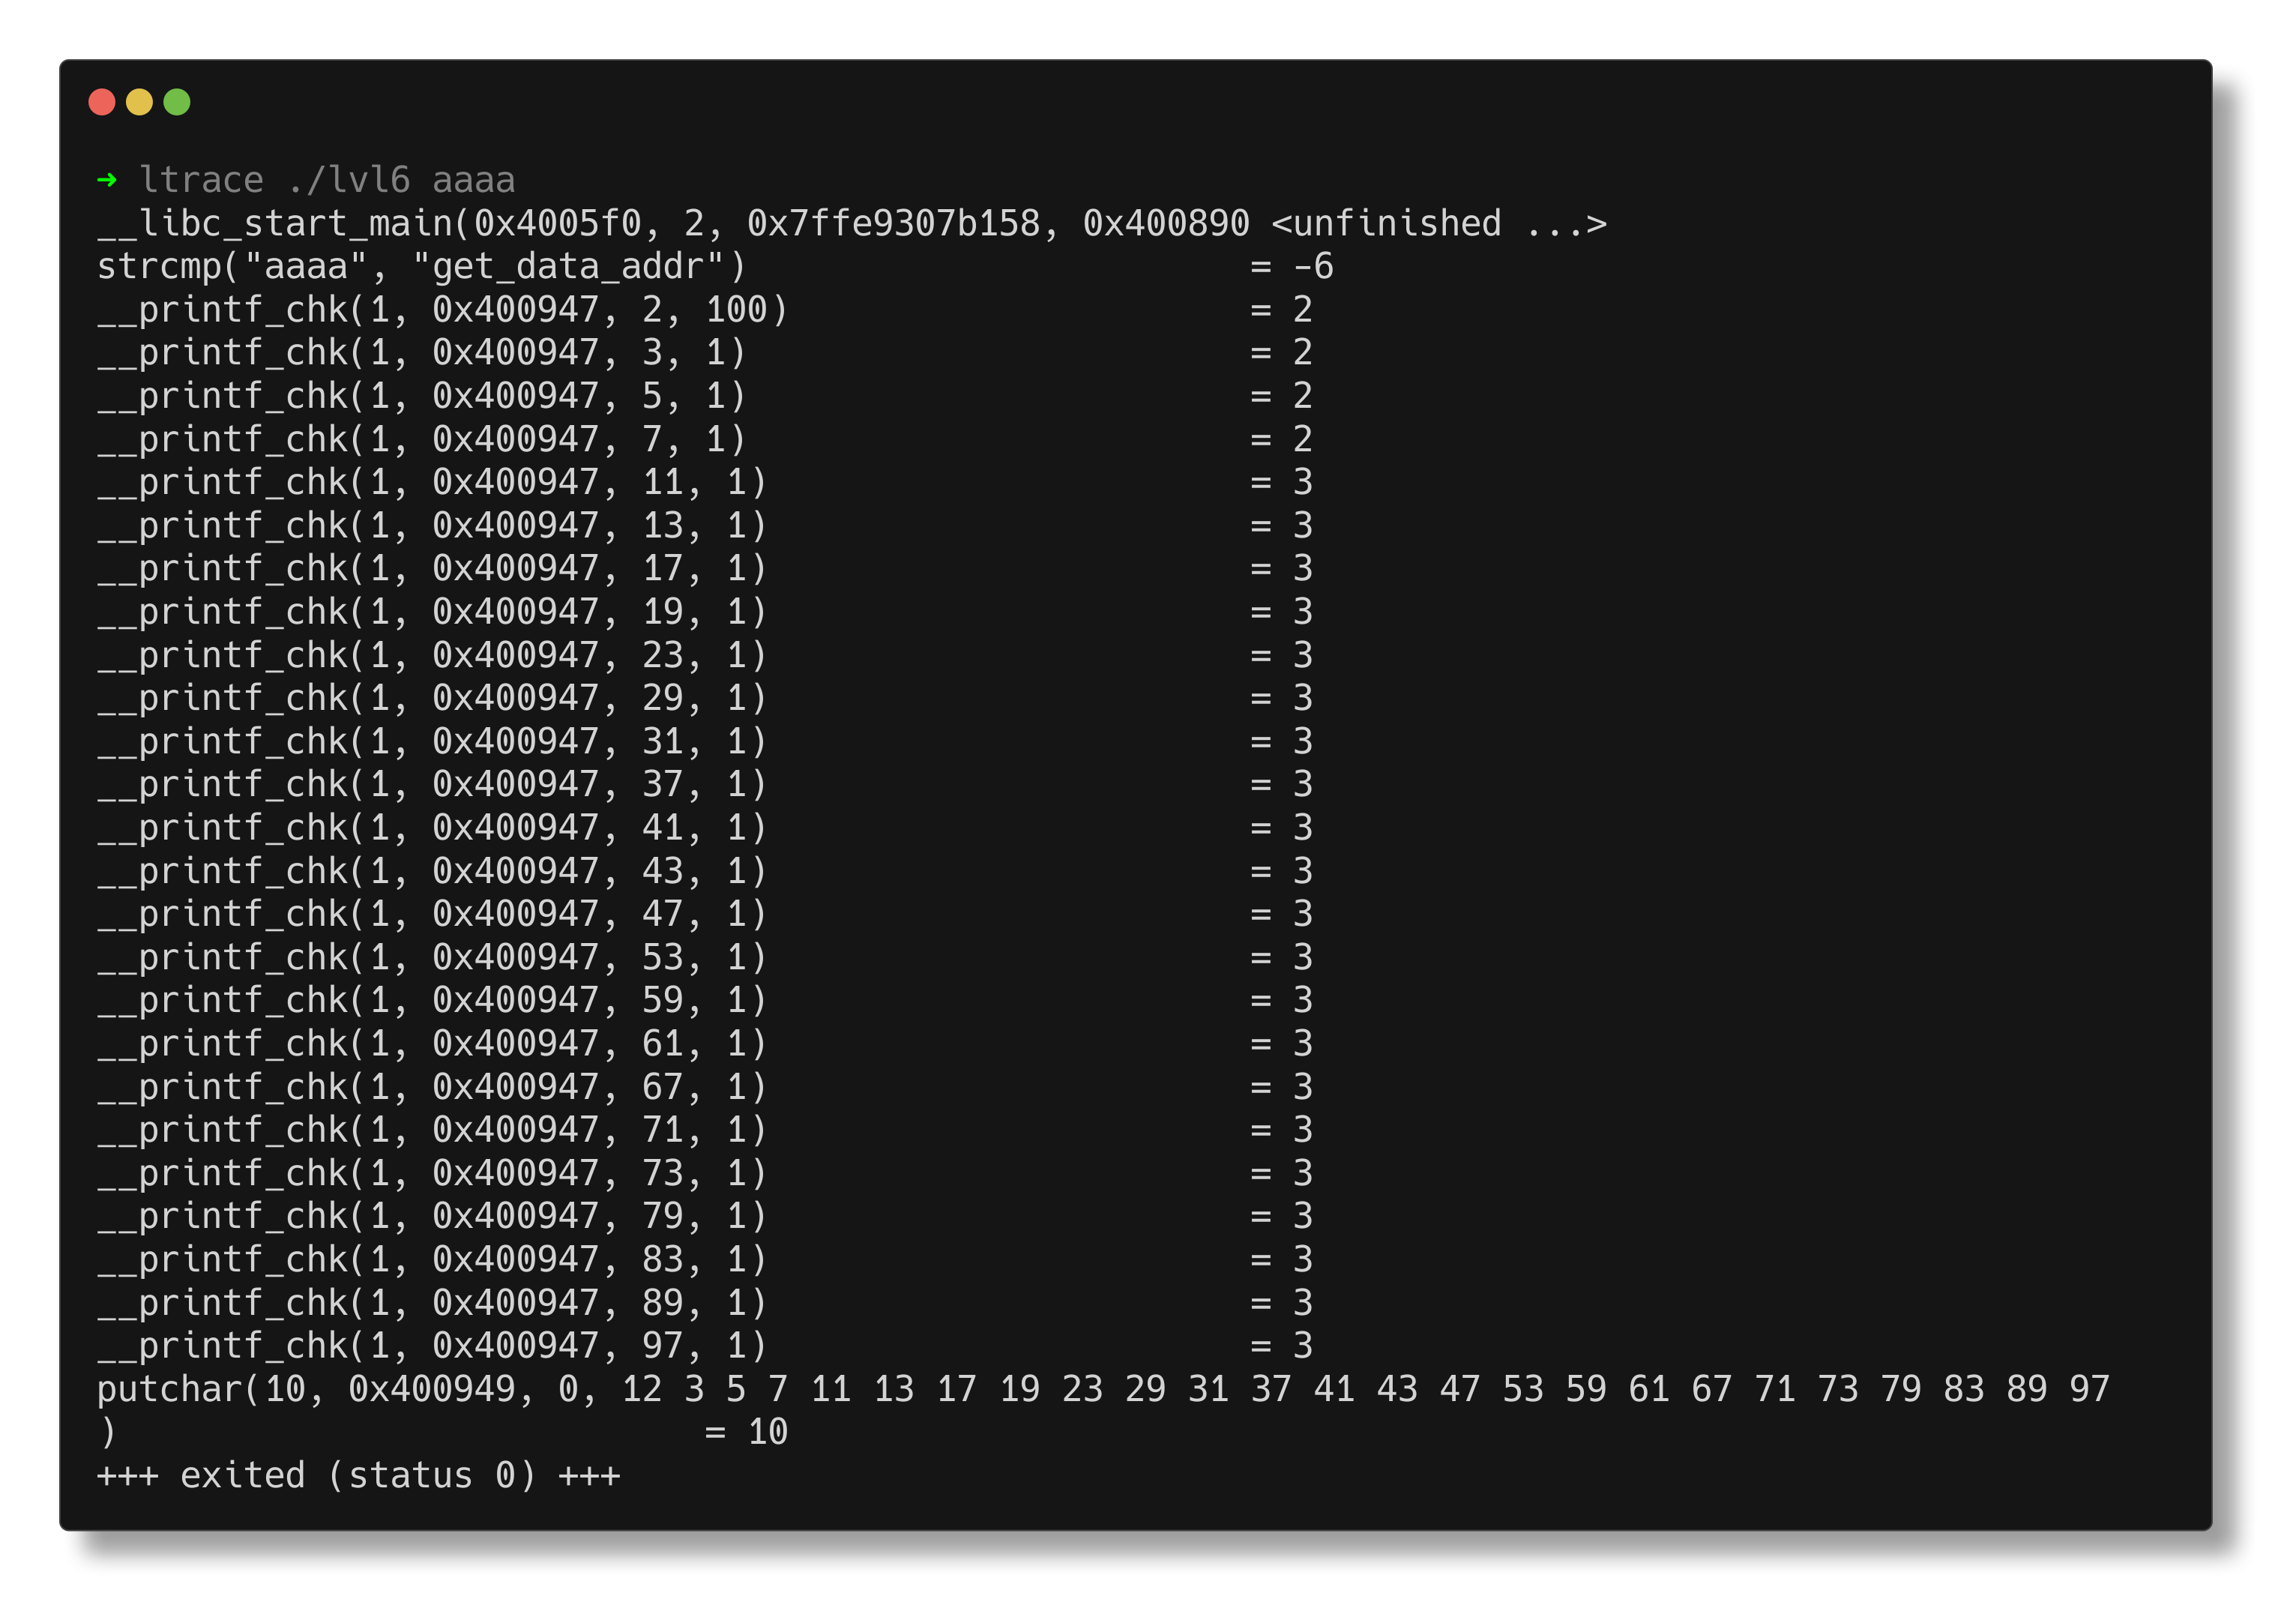 ➜ ltrace ./lvl6 aaaa
__libc_start_main(0x4005f0, 2, 0x7ffe9307b158, 0x400890 <unfinished ...>
strcmp("aaaa", "get_data_addr")                        = -6
__printf_chk(1, 0x400947, 2, 100)                      = 2
__printf_chk(1, 0x400947, 3, 1)                        = 2
__printf_chk(1, 0x400947, 5, 1)                        = 2
__printf_chk(1, 0x400947, 7, 1)                        = 2
__printf_chk(1, 0x400947, 11, 1)                       = 3
__printf_chk(1, 0x400947, 13, 1)                       = 3
__printf_chk(1, 0x400947, 17, 1)                       = 3
__printf_chk(1, 0x400947, 19, 1)                       = 3
__printf_chk(1, 0x400947, 23, 1)                       = 3
__printf_chk(1, 0x400947, 29, 1)                       = 3
__printf_chk(1, 0x400947, 31, 1)                       = 3
__printf_chk(1, 0x400947, 37, 1)                       = 3
__printf_chk(1, 0x400947, 41, 1)                       = 3
__printf_chk(1, 0x400947, 43, 1)                       = 3
__printf_chk(1, 0x400947, 47, 1)                       = 3
__printf_chk(1, 0x400947, 53, 1)                       = 3
__printf_chk(1, 0x400947, 59, 1)                       = 3
__printf_chk(1, 0x400947, 61, 1)                       = 3
__printf_chk(1, 0x400947, 67, 1)                       = 3
__printf_chk(1, 0x400947, 71, 1)                       = 3
__printf_chk(1, 0x400947, 73, 1)                       = 3
__printf_chk(1, 0x400947, 79, 1)                       = 3
__printf_chk(1, 0x400947, 83, 1)                       = 3
__printf_chk(1, 0x400947, 89, 1)                       = 3
__printf_chk(1, 0x400947, 97, 1)                       = 3
putchar(10, 0x400949, 0, 12 3 5 7 11 13 17 19 23 29 31 37 41 43 47 53 59 61 67 71 73 79 83 89 97
)                            = 10
+++ exited (status 0) +++